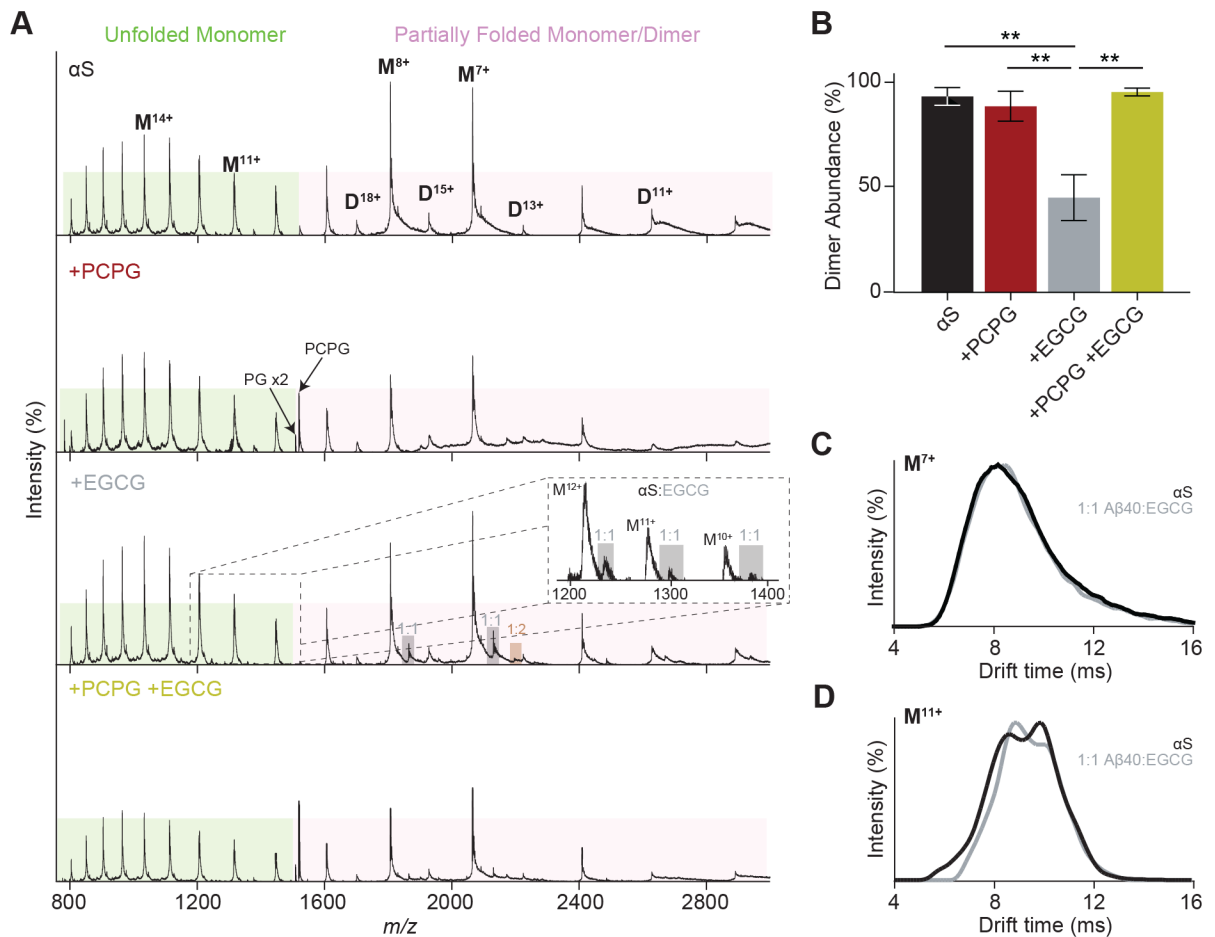 A
Unfolded Monomer
Partially Folded Monomer/Dimer
αS
M14+
M11+
M8+
M7+
D18+
D15+
D13+
D11+
+PCPG
PCPG
PG x2
+EGCG
M12+
αS:EGCG
1:1
M11+
1:1
M10+
1:1
1200
1300
1400
1:1
1:1
1:2
+PCPG +EGCG
Intensity (%)
800
1200
1600
2000
2400
2800
m/z
B
**
**
**
Dimer Abundance (%)
100
50
0
αS
+PCPG
+EGCG
+PCPG +EGCG
C
M7+
αS
1:1 Aβ40:EGCG
Intensity (%)
4
8
12
16
Drift time (ms)
D
M11+
αS
1:1 Aβ40:EGCG
Intensity (%)
4
8
12
16
Drift time (ms)